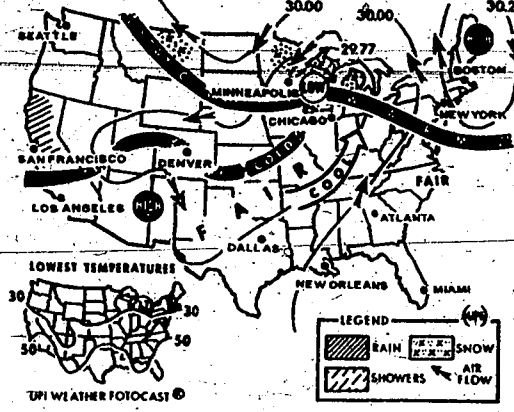 30.00
30.00
30.2
SEATTLE
29.77
HIGH
BOSTON
MINNEAPOLIS
LOW
CHICAGO
NEW YORK
SAN FRANCISCO
DENVER
COLD
COOL
FAIR
FAIR
LOS ANGELES
HIGH
ATLANTA
DALLAS
NEW ORLEANS
MIAMI
LOWEST TEMPERATURES
30
30
50
50
UPI WEATHER FOTOCAST ®
LEGEND
UPI
RAIN
SNOW
SHOWERS
AIR
FLOW